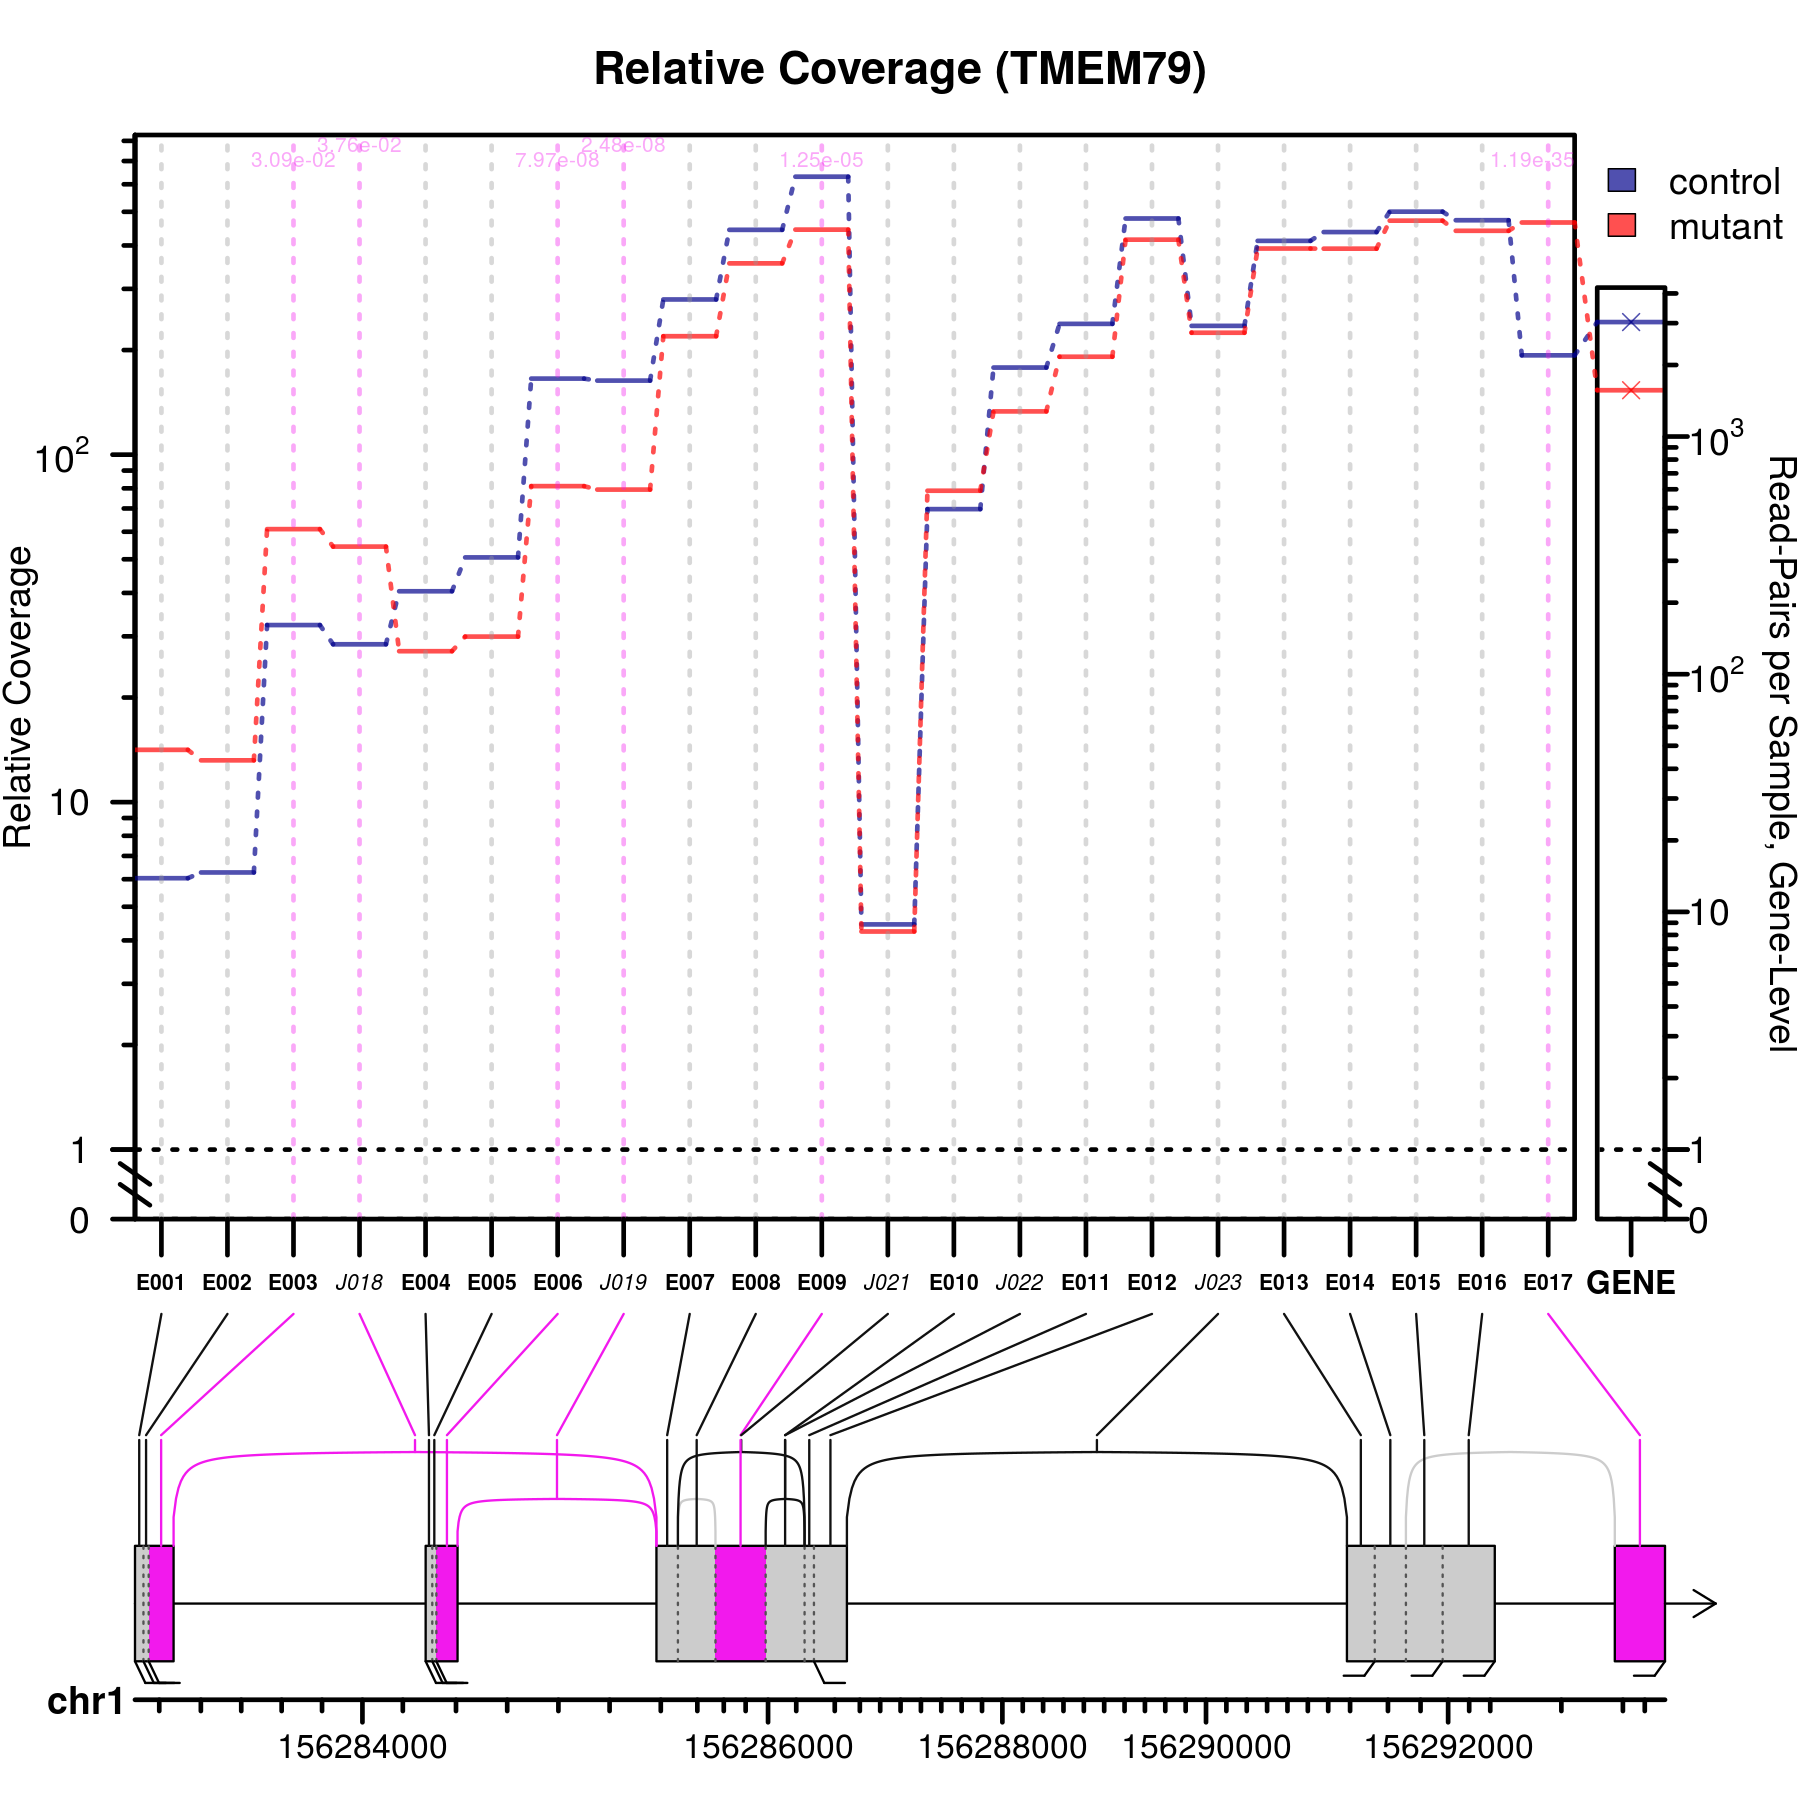 Relative Coverage (TMEM79)
3.09e-02 3.76e-02 7.97e-08 2.48e-08 1.25e-05 1.19e-35
control
mutant
Relative Coverage
10²
10
1
0
10³
10²
10
1
0
Read-Pairs per Sample, Gene-Level
E001 E002 E003 J018 E004 E005 E006 J019 E007 E008 E009 J021 E010 J022 E011 E012 J023 E013 E014 E015 E016 E017 GENE
chr1
156284000 156286000 156288000 156290000 156292000